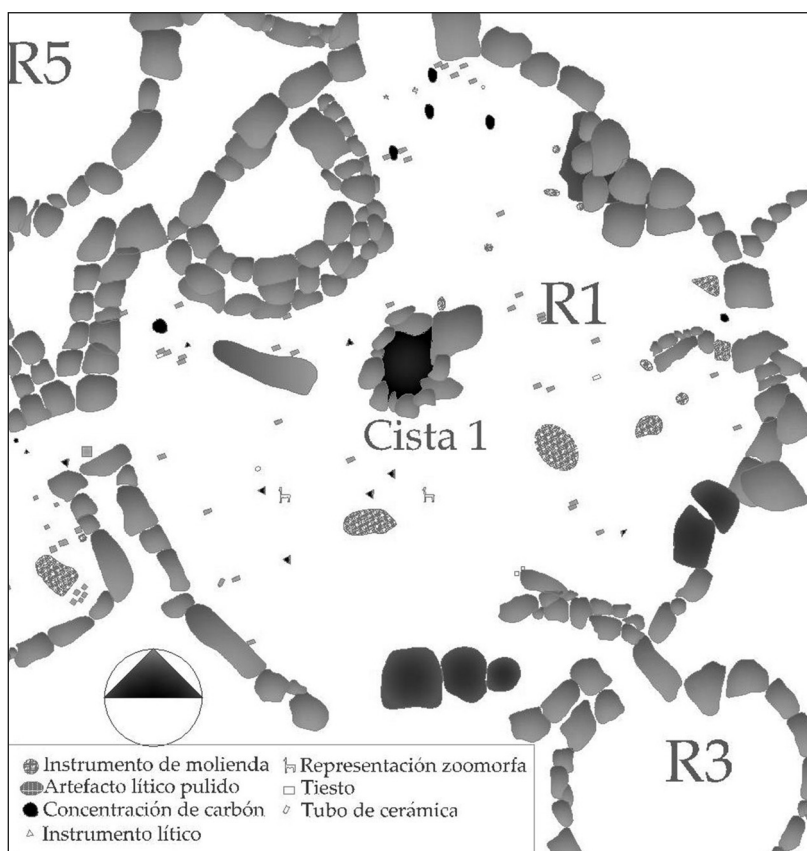 R5
R1
Cista 1
R3
Instrumento de molienda
Artefacto lítico pulido
Concentración de carbón
Instrumento lítico
Representación zoomorfa
Tiesto
Tubo de cerámica